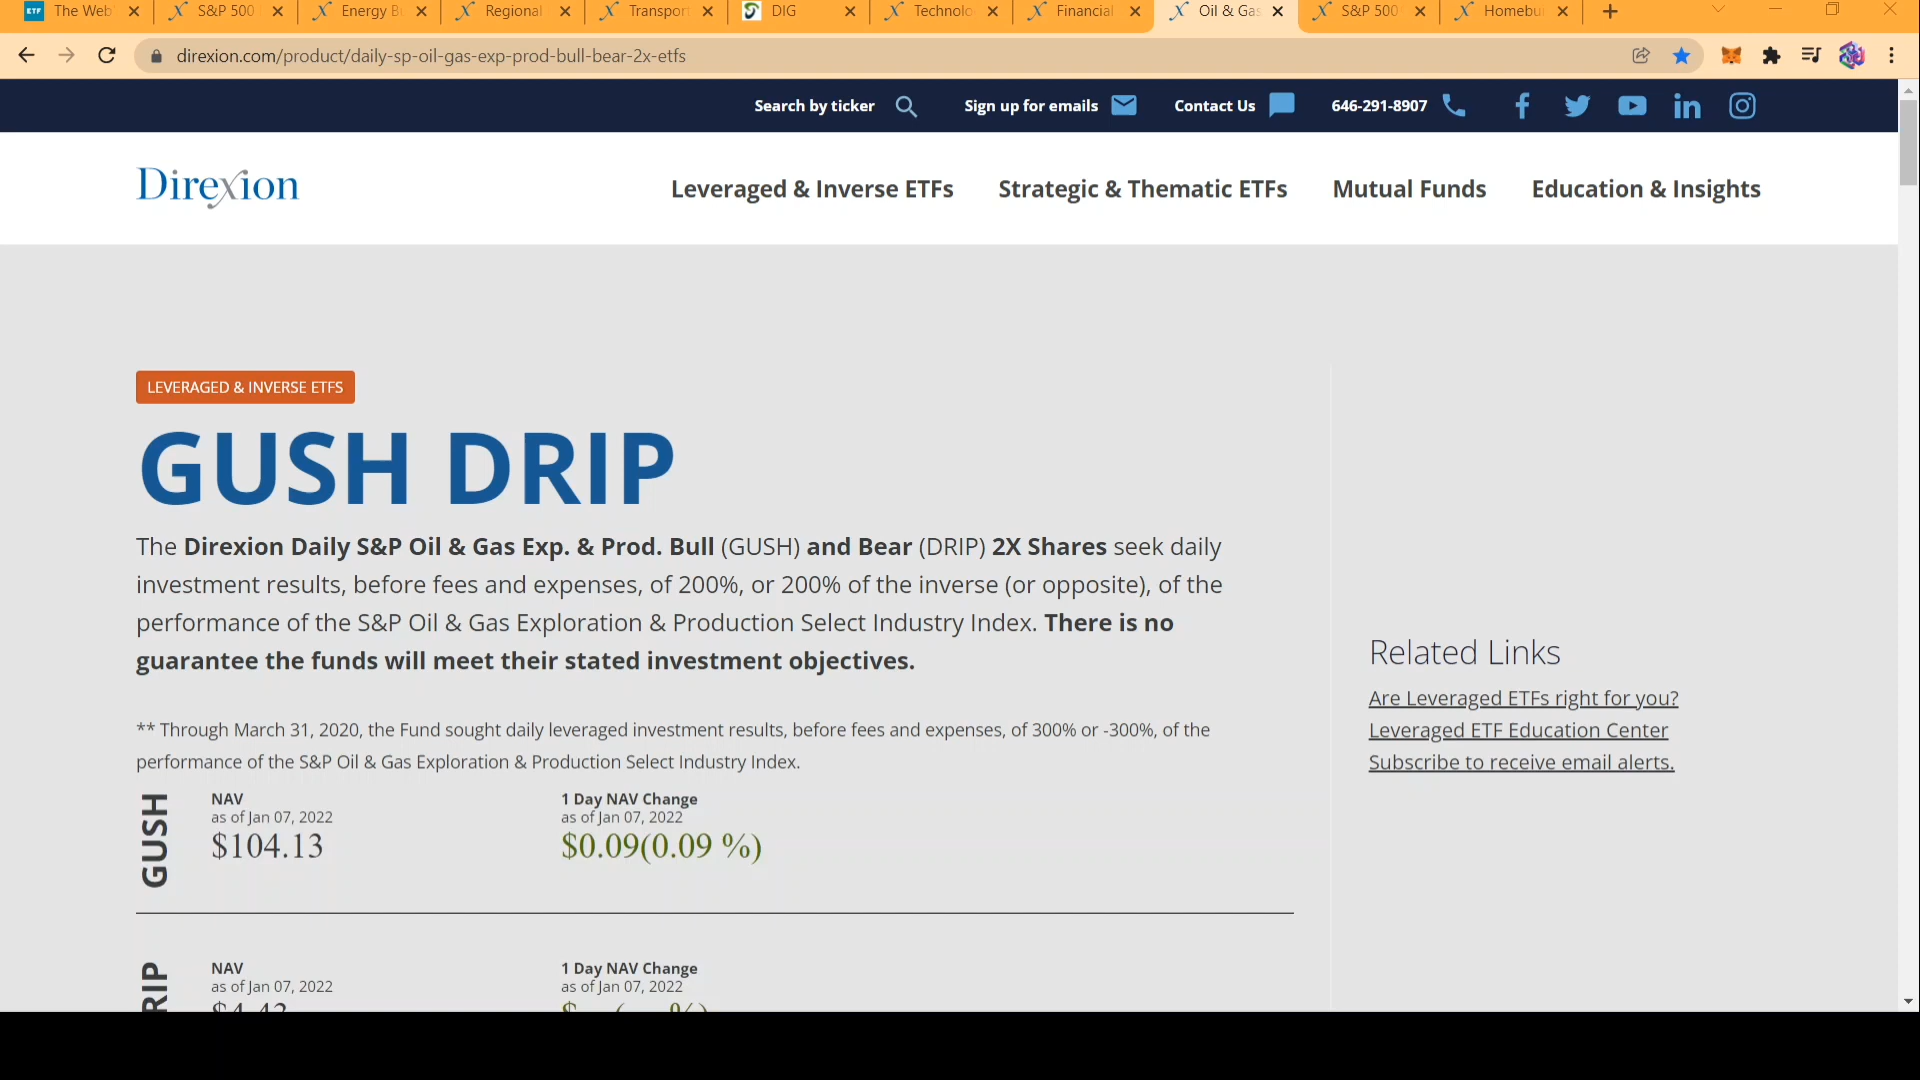 ETF The Web
S&P 500
Energy B
Regional
Transpor
DIG
Technolo
Financial
Oil & Gas
S&P 500
Homebu
direxion.com/product/daily-sp-oil-gas-exp-prod-bull-bear-2x-etfs
Search by ticker
Sign up for emails
Contact Us
646-291-8907
Direxion
Leveraged & Inverse ETFs
Strategic & Thematic ETFs
Mutual Funds
Education & Insights
LEVERAGED & INVERSE ETFS
GUSH DRIP
The Direxion Daily S&P Oil & Gas Exp. & Prod. Bull (GUSH) and Bear (DRIP) 2X Shares seek daily
investment results, before fees and expenses, of 200%, or 200% of the inverse (or opposite), of the
performance of the S&P Oil & Gas Exploration & Production Select Industry Index. There is no
guarantee the funds will meet their stated investment objectives.
** Through March 31, 2020, the Fund sought daily leveraged investment results, before fees and expenses, of 300% or -300%, of the
performance of the S&P Oil & Gas Exploration & Production Select Industry Index.
GUSH
NAV
as of Jan 07, 2022
$104.13
1 Day NAV Change
as of Jan 07, 2022
$0.09(0.09 %)
RIP
NAV
as of Jan 07, 2022
1 Day NAV Change
as of Jan 07, 2022
Related Links
Are Leveraged ETFs right for you?
Leveraged ETF Education Center
Subscribe to receive email alerts.